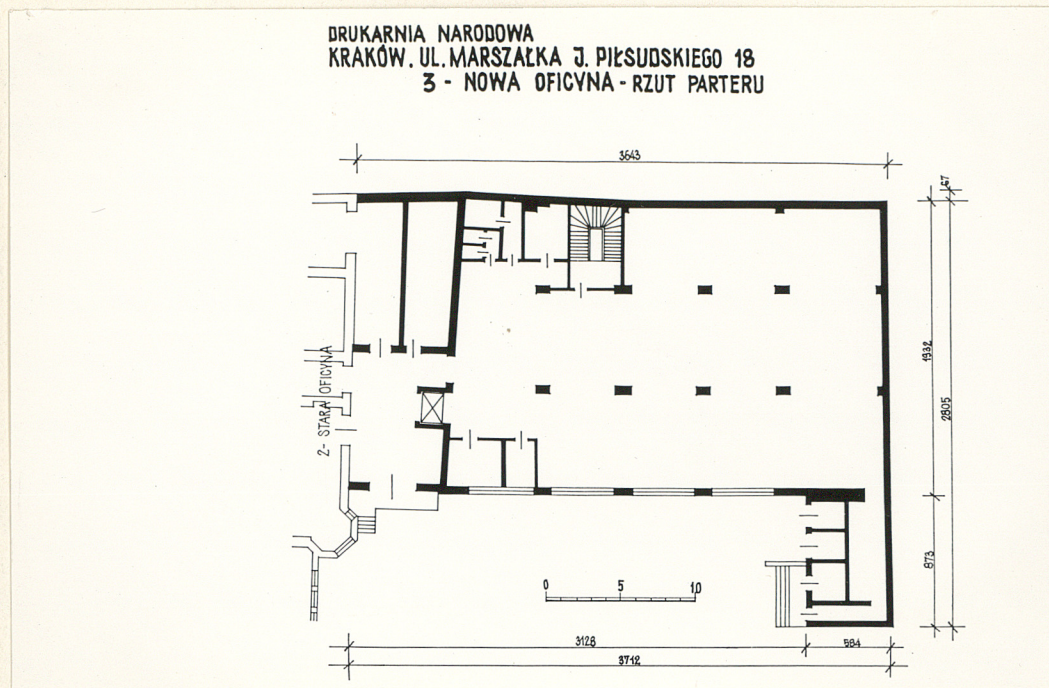 DRUKARNIA NARODOWA
KRAKÓW. UL. MARSZAŁKA J. PIŁSUDSKIEGO 18
3 - NOWA OFICYNA - RZUT PARTERU
3643
67
1932
2805
2- STARA OFICYNA
873
0 5 10
3128
584
3712